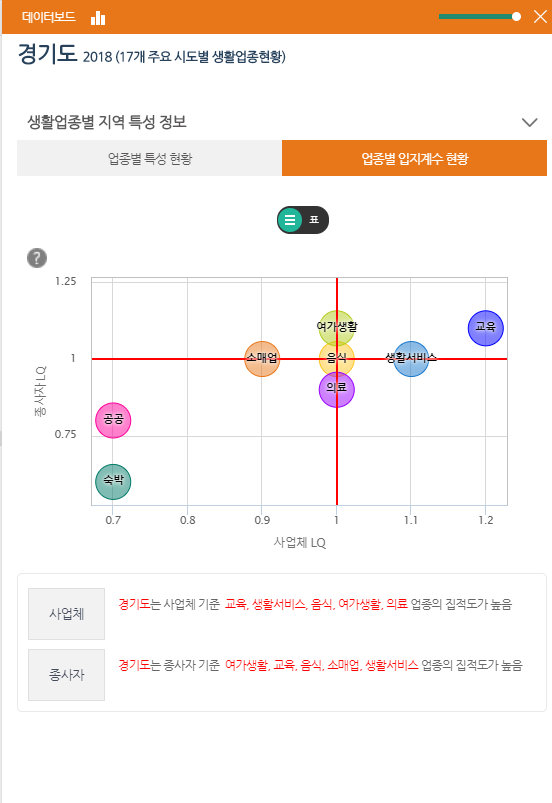 데이터보드
경기도 2018 (17개 주요 시도별 생활업종현황)
생활업종별 지역 특성 정보
업종별 특성 현황
업종별 입지계수 현황
표
?
1.25
1
0.75
종사자 LQ
여가생활
교육
소매업
음식
생활서비스
의료
공공
숙박
0.7
0.8
0.9
1
1.1
1.2
사업체 LQ
사업체
경기도는 사업체 기준 교육, 생활서비스, 음식, 여가생활, 의료 업종의 집적도가 높음
종사자
경기도는 종사자 기준 여가생활, 교육, 음식, 소매업, 생활서비스 업종의 집적도가 높음